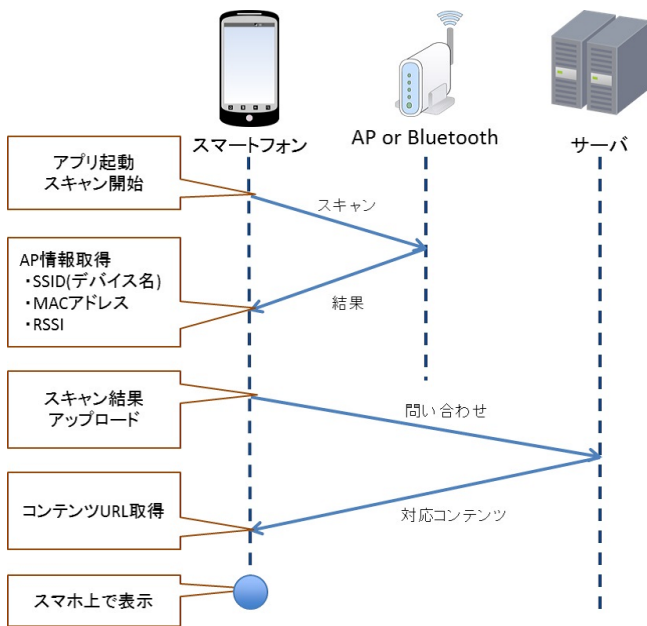 スマートフォン
AP or Bluetooth
サーバ
アプリ起動
スキャン開始
スキャン
AP情報取得
・SSID(デバイス名)
・MACアドレス
・RSSI
結果
スキャン結果
アップロード
問い合わせ
コンテンツURL取得
対応コンテンツ
スマホ上で表示